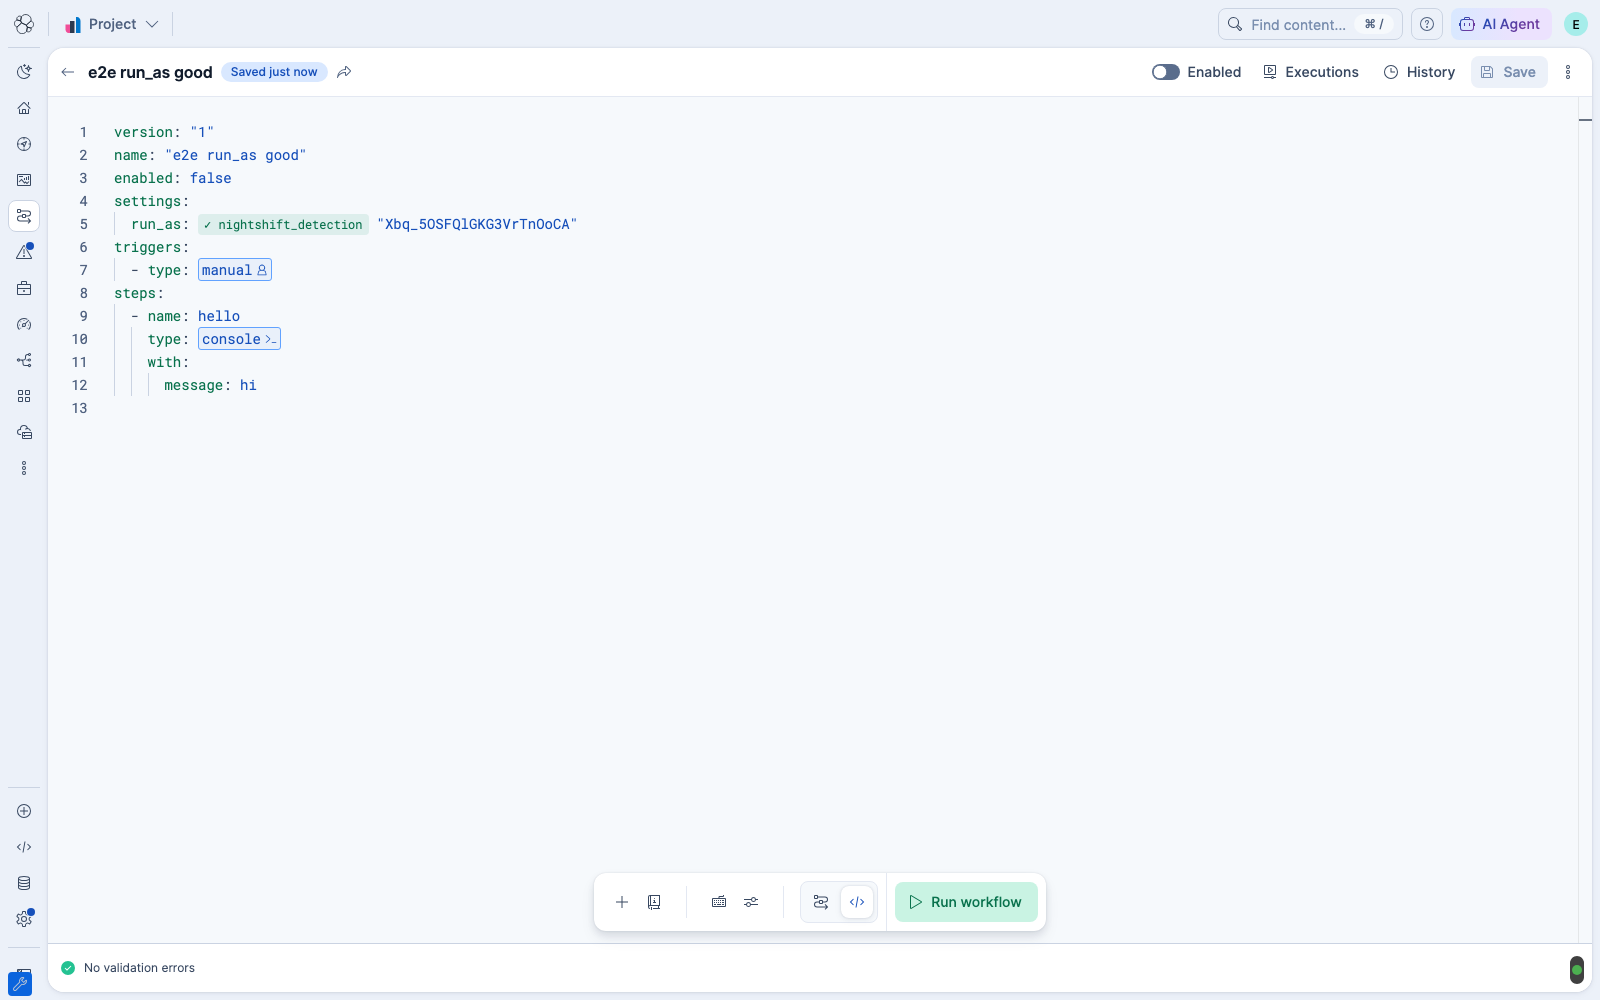 Project
Find content... ⌘ /
AI Agent
E
e2e run_as good
Saved just now
Enabled
Executions
History
Save
1 version: "1"
2 name: "e2e run_as good"
3 enabled: false
4 settings:
5 run_as: ✓ nightshift_detection "Xbq_5OSFQlGKG3VrTnOoCA"
6 triggers:
7 - type: manual
8 steps:
9 - name: hello
10 type: console
11 with:
12 message: hi
13
Run workflow
No validation errors